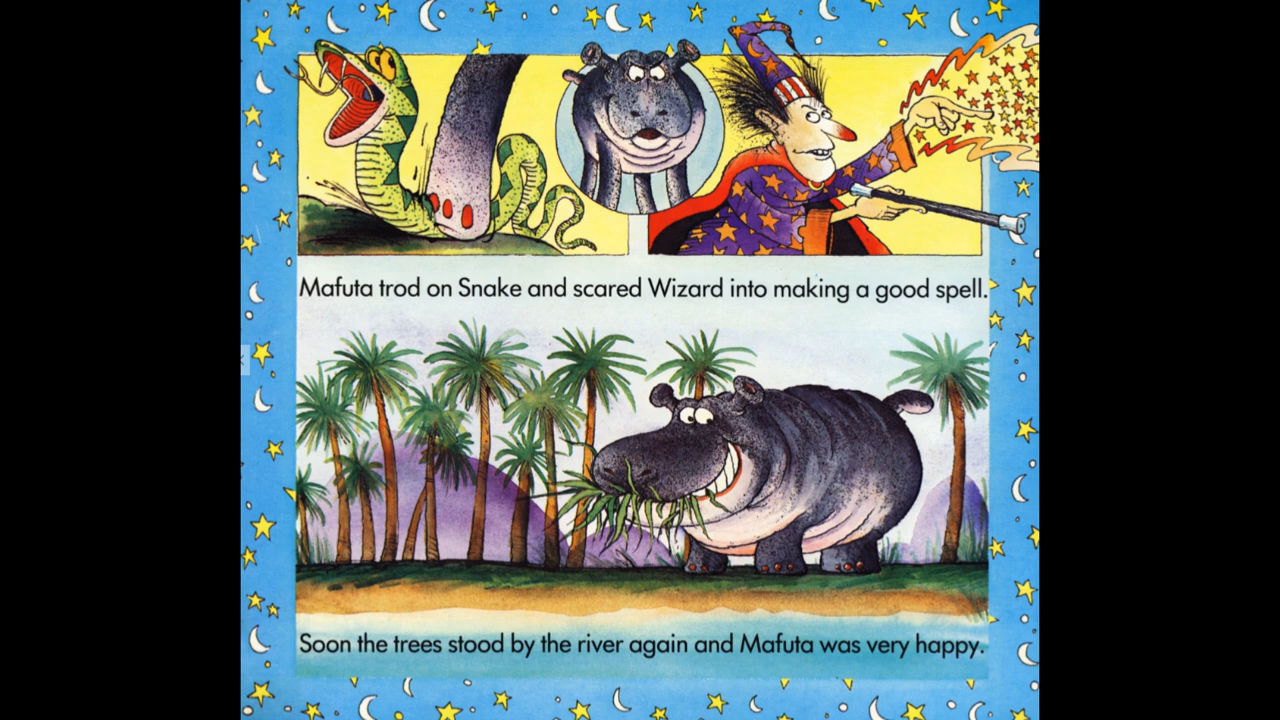 Mafuta trod on Snake and scared Wizard into making a good spell.
Soon the trees stood by the river again and Mafuta was very happy.